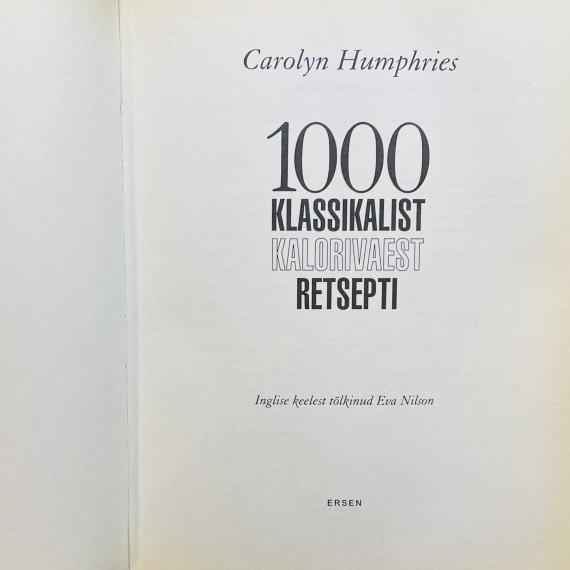 Carolyn Humphries
1000
KLASSIKALIST
KALORIVAEST
RETSEPTI
Inglise keelest tõlkinud Eva Nilson
ERSEN